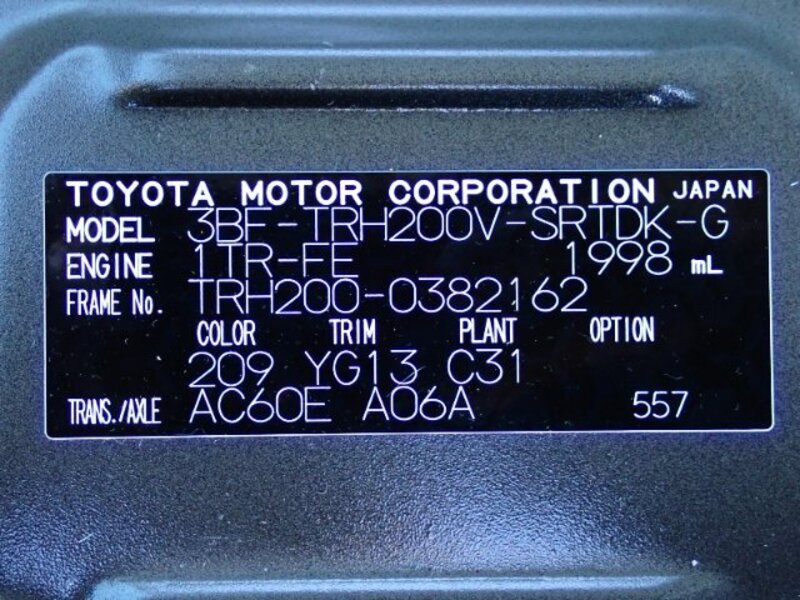 TOYOTA MOTOR CORPORATION JAPAN
MODEL 3BF-TRH200V-SRTDK-G
ENGINE 1TR-FE 1998 mL
FRAME No. TRH200-0382162
COLOR TRIM PLANT OPTION
209 YG13 C31
TRANS./AXLE AC60E A06A 557